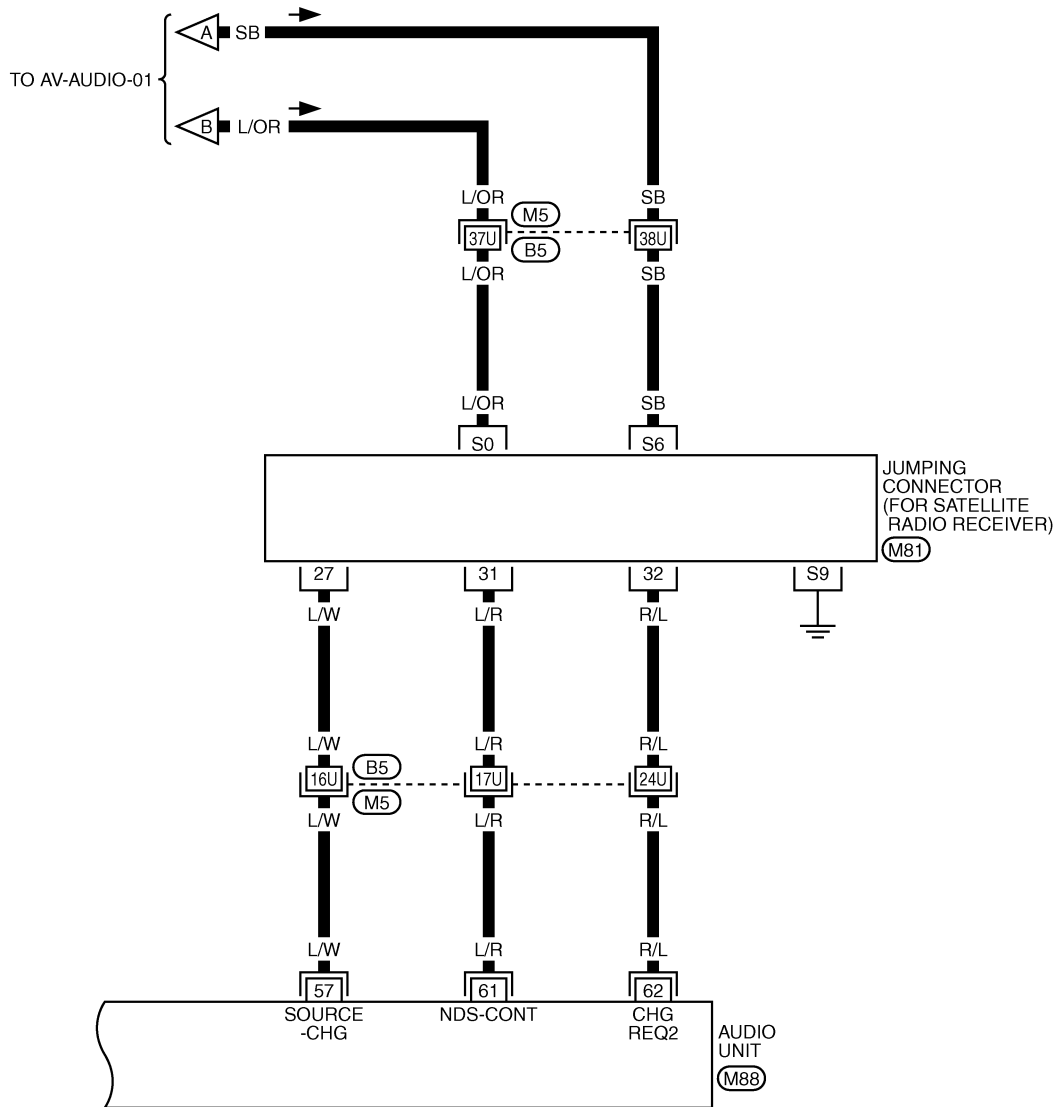 A SB
TO AV-AUDIO-01
B L/OR
L/OR SB
M5
37U 38U
B5
L/OR SB
L/OR SB
S0 S6
JUMPING
CONNECTOR
(FOR SATELLITE
RADIO RECEIVER)
M81
27 31 32 S9
L/W L/R R/L
L/W L/R R/L
B5
16U 17U 24U
M5
L/W L/R R/L
L/W L/R R/L
57 61 62
SOURCE
-CHG
NDS-CONT
CHG
REQ2
AUDIO
UNIT
M88